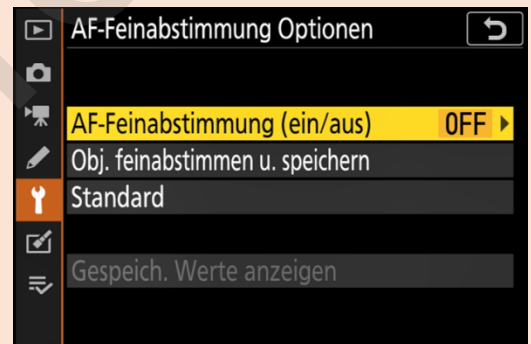 AF-Feinabstimmung Optionen
AF-Feinabstimmung (ein/aus) OFF
Obj. feinabstimmen u. speichern
Standard
Gespeich. Werte anzeigen